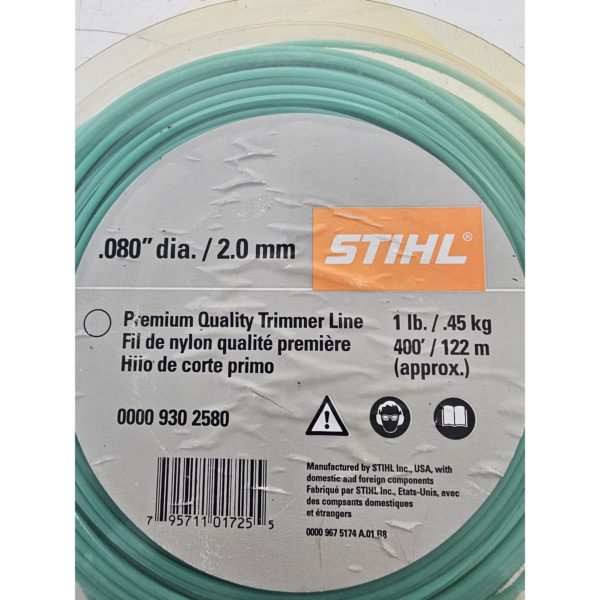 .080” dia. / 2.0 mm
STIHL®
Premium Quality Trimmer Line
Fil de nylon qualité première
Hiio de corte primo
1 lb. / .45 kg
400’ / 122 m
(approx.)
0000 930 2580
Manufactured by STIHL Inc., USA, with
domestic and foreign components
Fabriqué par STIHL Inc., Etats-Unis, avec
des compsants domestiques
et étrangers
0000 967 5174 A.01.R8
7 95711 01725 5